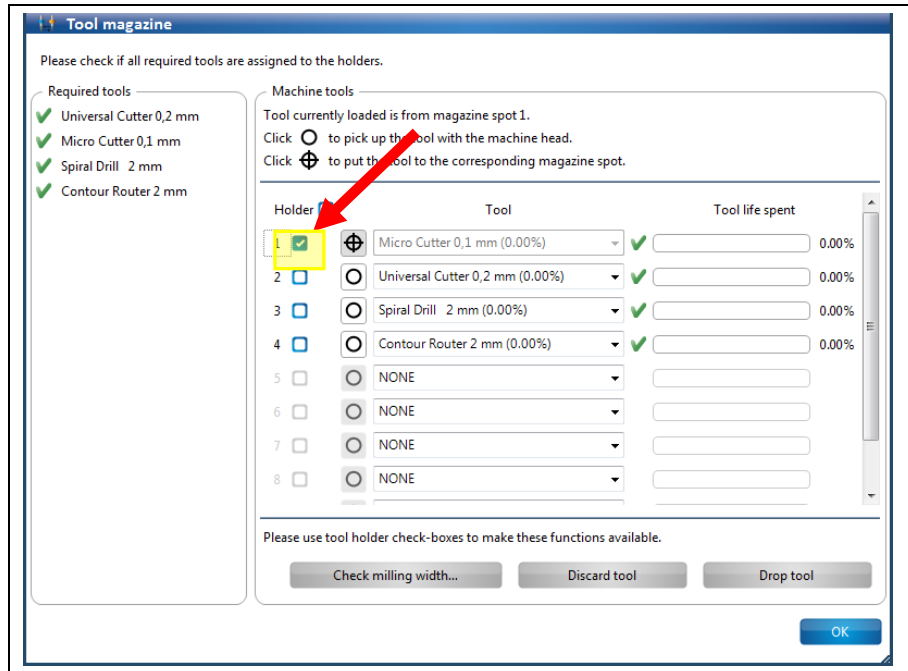 Tool magazine
Please check if all required tools are assigned to the holders.
Required tools
Universal Cutter 0,2 mm
Micro Cutter 0,1 mm
Spiral Drill 2 mm
Contour Router 2 mm
Machine tools
Tool currently loaded is from magazine spot 1.
Click to pick up the tool with the machine head.
Click to put the tool to the corresponding magazine spot.
Holder Tool Tool life spent
1 Micro Cutter 0,1 mm (0.00%) 0.00%
2 Universal Cutter 0,2 mm (0.00%) 0.00%
3 Spiral Drill 2 mm (0.00%) 0.00%
4 Contour Router 2 mm (0.00%) 0.00%
5 NONE
6 NONE
7 NONE
8 NONE
Please use tool holder check-boxes to make these functions available.
Check milling width... Discard tool Drop tool
OK